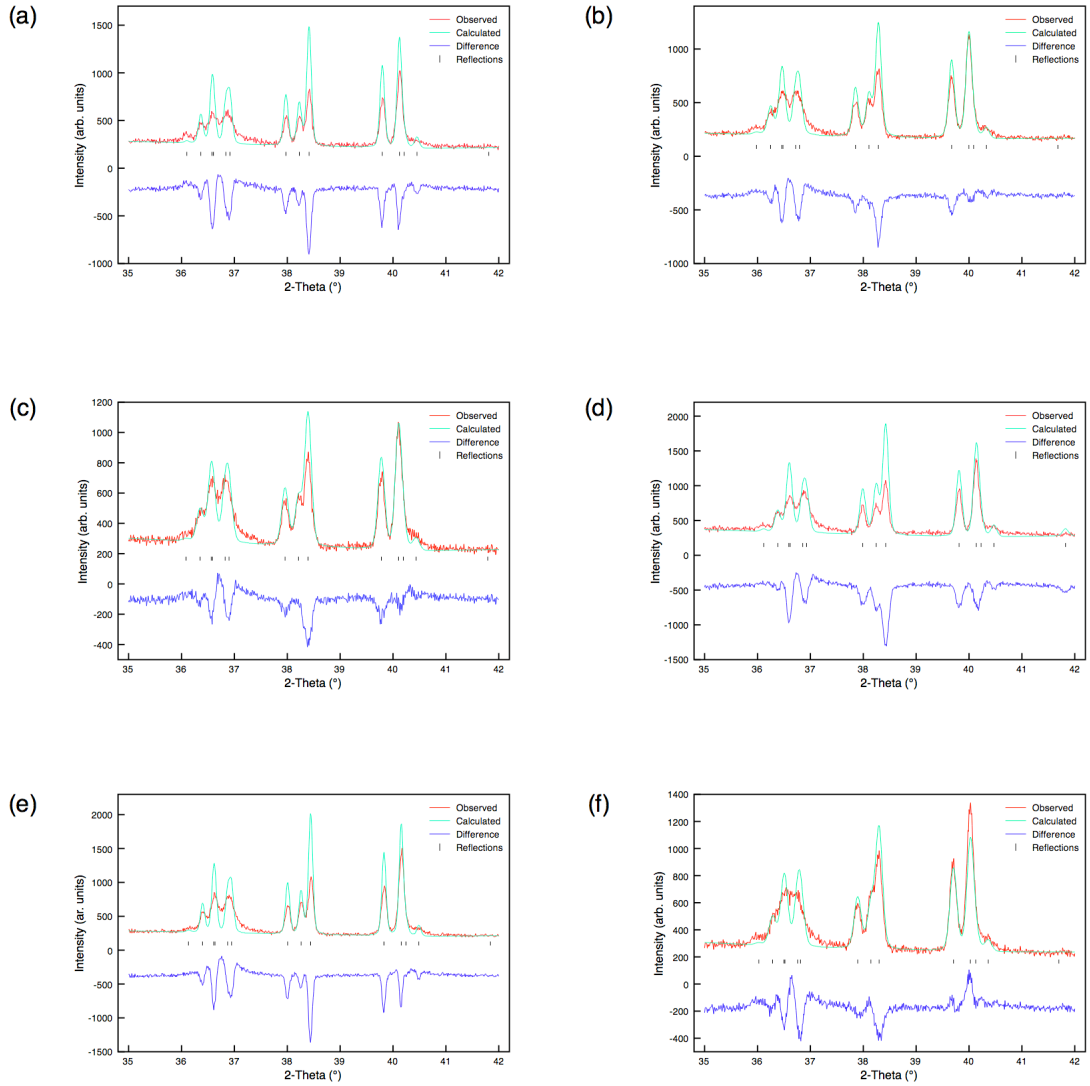 (a)
1500
1000
500
0
-500
-1000
Intensity (arb. units)
Observed
Calculated
Difference
Reflections
35 36 37 38 39 40 41 42
2-Theta (°)
(b)
1000
500
0
-500
-1000
Intensity (arb. units)
Observed
Calculated
Difference
Reflections
35 36 37 38 39 40 41 42
2-Theta (°)
(c)
1200
1000
800
600
400
200
0
-200
-400
Intensity (arb. units)
Observed
Calculated
Difference
Reflections
35 36 37 38 39 40 41 42
2-Theta (°)
(d)
2000
1500
1000
500
0
-500
-1000
-1500
Intensity (arb. units)
Observed
Calculated
Difference
Reflections
35 36 37 38 39 40 41 42
2-Theta (°)
(e)
2000
1500
1000
500
0
-500
-1000
-1500
Intensity (ar. units)
Observed
Calculated
Difference
Reflections
35 36 37 38 39 40 41 42
2-Theta (°)
(f)
1400
1200
1000
800
600
400
200
0
-200
-400
Intensity (arb. units)
Observed
Calculated
Difference
Reflections
35 36 37 38 39 40 41 42
2-Theta (°)